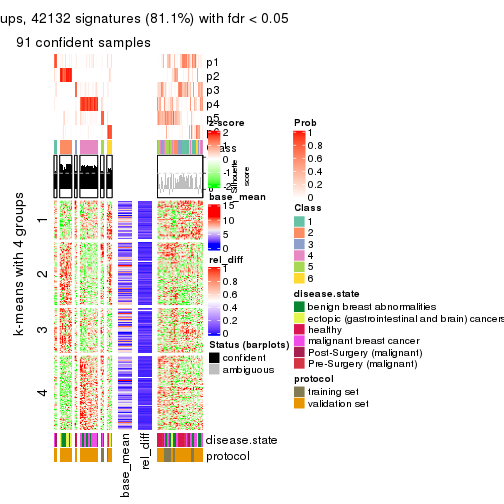 ups, 42132 signatures (81.1%) with fdr < 0.05
91 confident samples
p1
p2
p3
p4
p5
z-score
2
1
0
-1
-2
Silhouette
score
base_mean
15
10
5
0
rel_diff
1
0.8
0.6
0.4
0.2
0
Status (barplots)
confident
ambiguous
Prob
1
0.8
0.6
0.4
0.2
0
Class
1
2
3
4
5
6
disease.state
benign breast abnormalities
ectopic (gastrointestinal and brain) cancers
healthy
malignant breast cancer
Post-Surgery (malignant)
Pre-Surgery (malignant)
protocol
training set
validation set
k-means with 4 groups
1
2
3
4
disease.state
protocol
base_mean
rel_diff